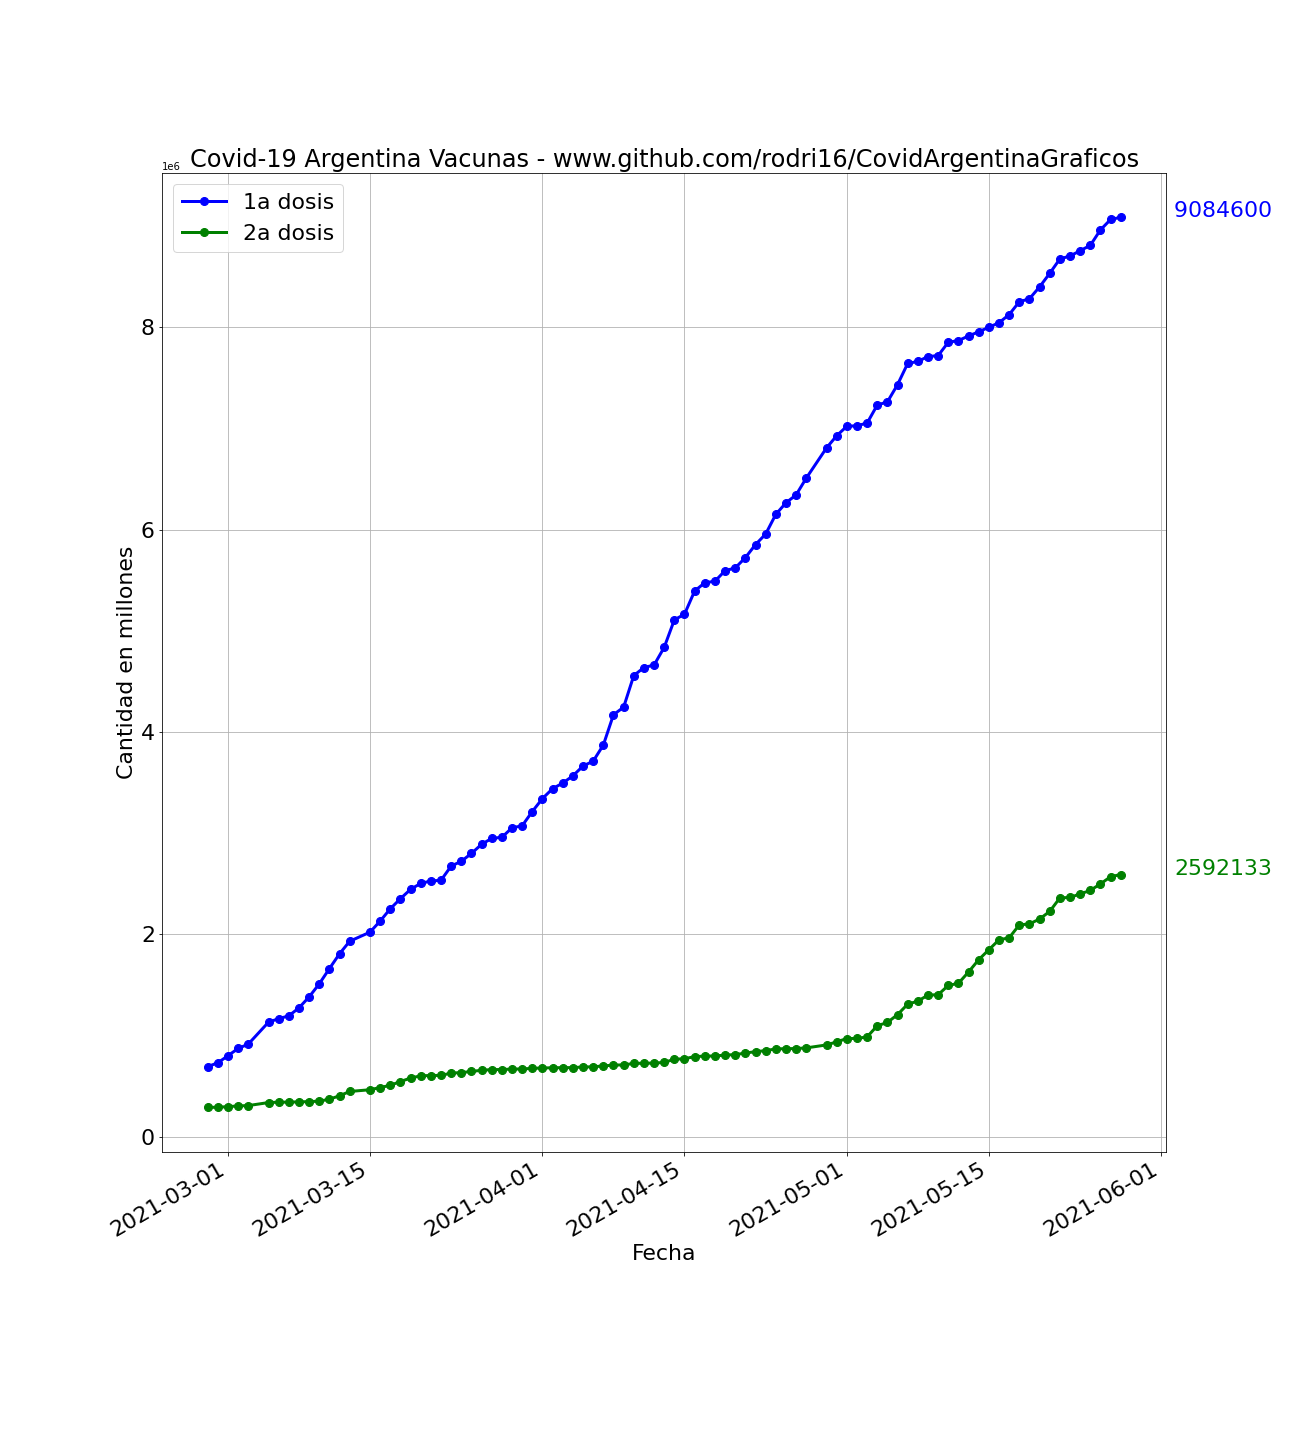 Covid-19 Argentina Vacunas - www.github.com/rodri16/CovidArgentinaGraficos
1e6
1a dosis
2a dosis
9084600
2592133
8
6
4
2
0
Cantidad en millones
2021-03-01
2021-03-15
2021-04-01
2021-04-15
2021-05-01
2021-05-15
2021-06-01
Fecha